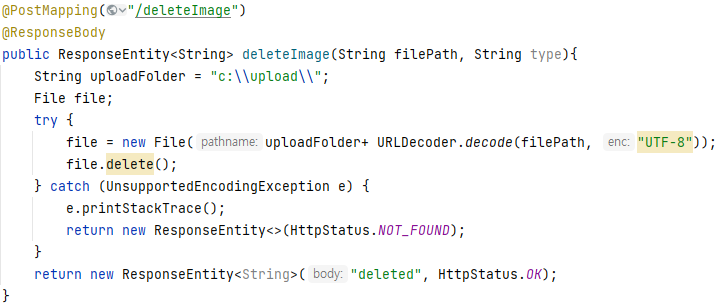 @PostMapping("/deleteImage")
@ResponseBody
public ResponseEntity<String> deleteImage(String filePath, String type){
    String uploadFolder = "c:\\upload\\";
    File file;
    try {
        file = new File( pathname: uploadFolder+ URLDecoder.decode(filePath, enc: "UTF-8"));
        file.delete();
    } catch (UnsupportedEncodingException e) {
        e.printStackTrace();
        return new ResponseEntity<>(HttpStatus.NOT_FOUND);
    }
    return new ResponseEntity<String>( body: "deleted", HttpStatus.OK);
}